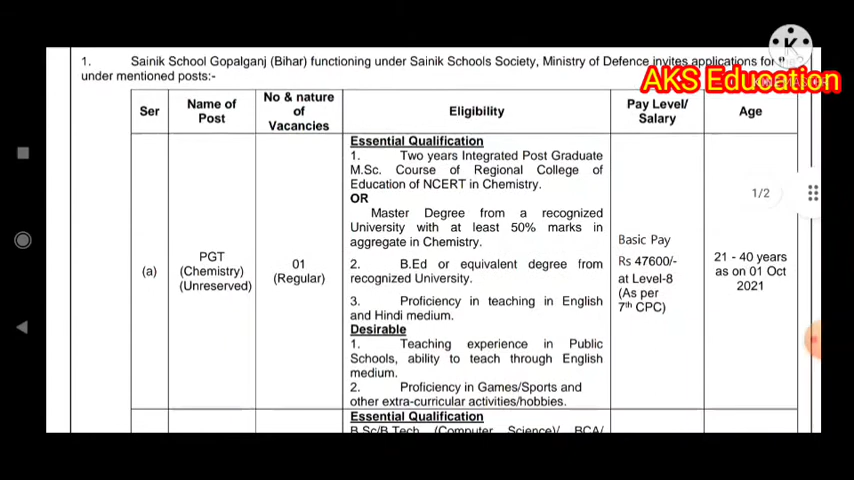 1. Sainik School Gopalganj (Bihar) functioning under Sainik Schools Society, Ministry of Defence invites applications for
under mentioned posts:-
AKS Education
Ser
Name of
Post
No & nature
of
Vacancies
Eligibility
Pay Level/
Salary
Age
(a)
PGT
(Chemistry)
(Unreserved)
01
(Regular)
Essential Qualification
1. Two years Integrated Post Graduate
M.Sc. Course of Regional College of
Education of NCERT in Chemistry.
OR
Master Degree from a recognized
University with at least 50% marks in
aggregate in Chemistry.
2. B.Ed or equivalent degree from
recognized University.
3. Proficiency in teaching in English
and Hindi medium.
Desirable
1. Teaching experience in Public
Schools, ability to teach through English
medium.
2. Proficiency in Games/Sports and
other extra-curricular activities/hobbies.
Basic Pay
Rs 47600/-
at Level-8
(As per
7th CPC)
21 - 40 years
as on 01 Oct
2021
1/2
Essential Qualification
B.Sc/B.Tech (Computer Science)/ BCA/
K